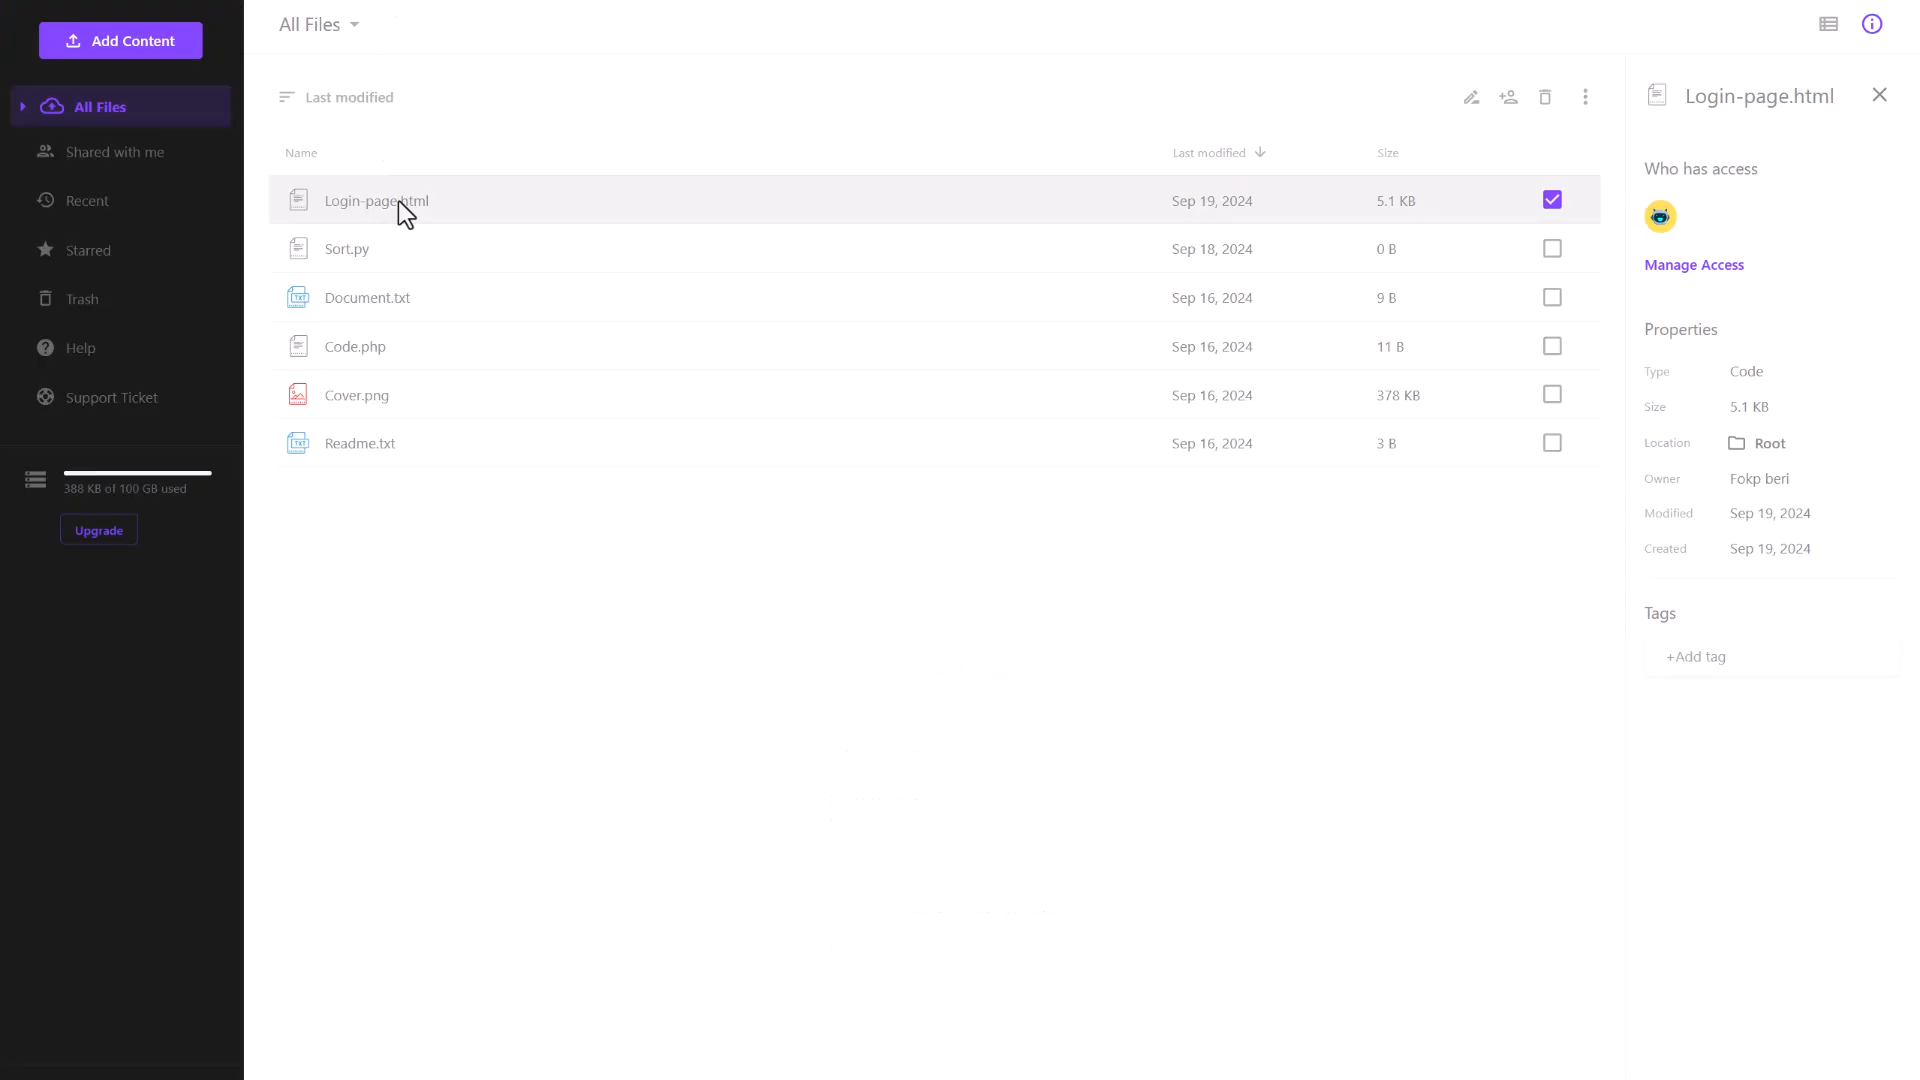 Add Content
All Files
Shared with me
Recent
Starred
Trash
Help
Support Ticket
388 KB of 100 GB used
Upgrade
All Files
Last modified
Name Last modified Size
Login-page.html Sep 19, 2024 5.1 KB
Sort.py Sep 18, 2024 0 B
TXT Document.txt Sep 16, 2024 9 B
Code.php Sep 16, 2024 11 B
Cover.png Sep 16, 2024 378 KB
TXT Readme.txt Sep 16, 2024 3 B
Login-page.html
Who has access
Manage Access
Properties
Type Code
Size 5.1 KB
Location Root
Owner Fokp beri
Modified Sep 19, 2024
Created Sep 19, 2024
Tags
+Add tag